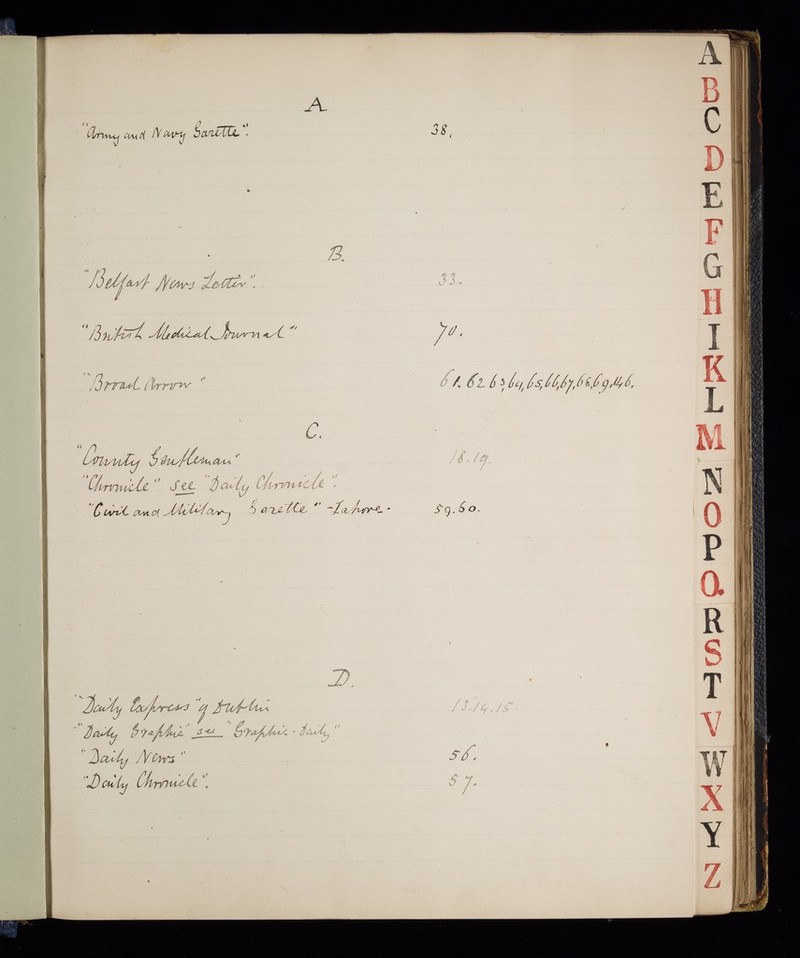 A
"Army and Navy Gazette". 38.
B.
"Belfast News Letter". 33.
"British Medical Journal" 70.
"Broad Arrow" 61. 62 63, 64, 65, 66, 67, 68, 69, 146.
C.
"County Gentleman" 18. 19.
"Chronicle" See "Daily Chronicle".
"Civil and Military Gazette" - Lahore - 59. 60.
D.
"Daily Express" of Dublin 13. 14. 15.
"Daily Graphic" see "Graphic - Daily"
"Daily News" 56.
"Daily Chronicle". 57.
A
B
C
D
E
F
G
H
I
K
L
M
N
O
P
Q.
R
S
T
V
W
X
Y
Z